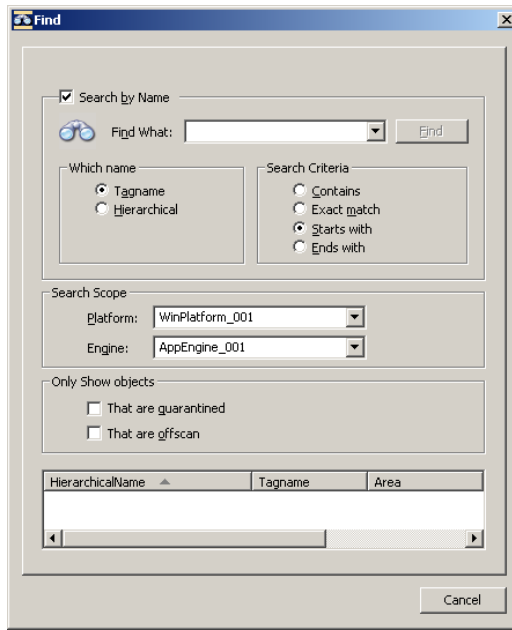 Find
Search by Name
Find What:
Find
Which name
Tagname
Hierarchical
Search Criteria
Contains
Exact match
Starts with
Ends with
Search Scope
Platform: WinPlatform_001
Engine: AppEngine_001
Only Show objects
That are quarantined
That are offscan
HierarchicalName Tagname Area
Cancel